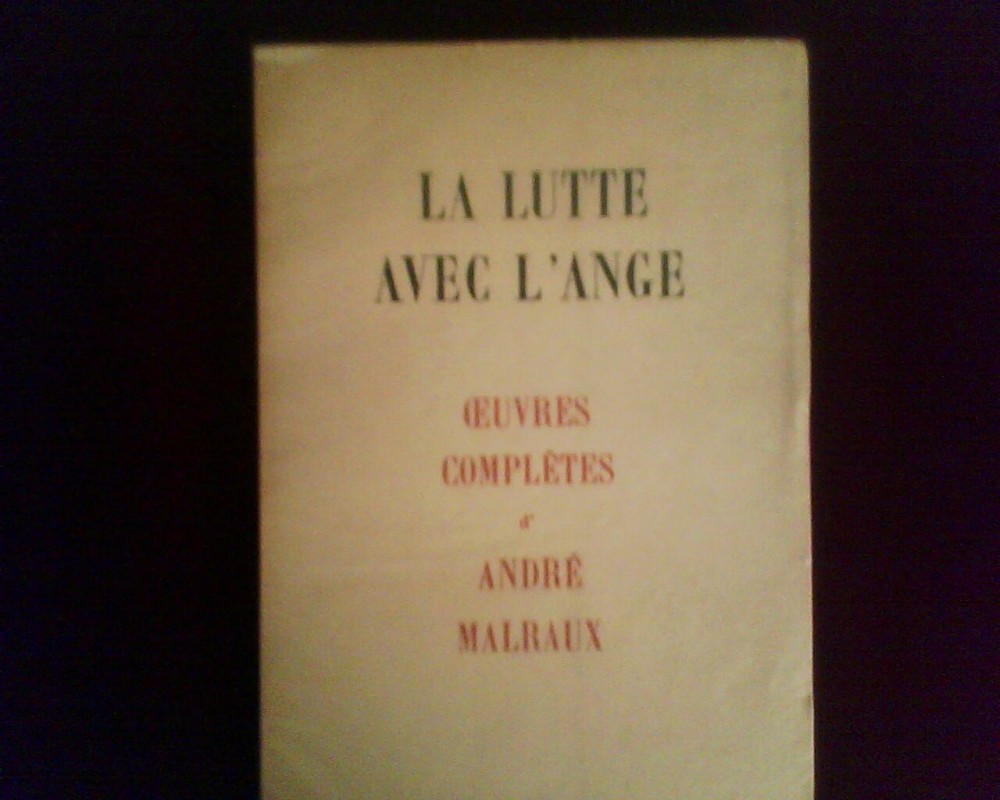 LA LUTTE
AVEC L'ANGE
ŒUVRES
COMPLÈTES
d'
ANDRÉ
MALRAUX